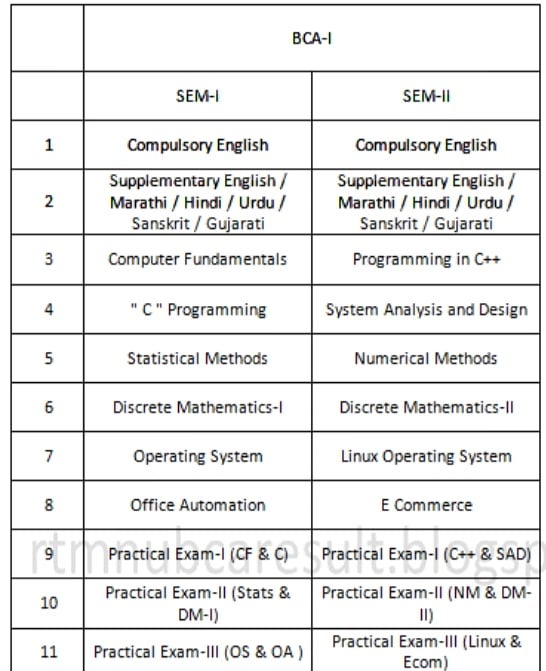 BCA-I
SEM-I SEM-II
1 Compulsory English Compulsory English
2 Supplementary English / Supplementary English /
Marathi / Hindi / Urdu / Marathi / Hindi / Urdu /
Sanskrit / Gujarati Sanskrit / Gujarati
3 Computer Fundamentals Programming in C++
4 " C " Programming System Analysis and Design
5 Statistical Methods Numerical Methods
6 Discrete Mathematics-I Discrete Mathematics-II
7 Operating System Linux Operating System
8 Office Automation E Commerce
rtmnubcaresult.blogsp
9 Practical Exam-I (CF & C) Practical Exam-I (C++ & SAD)
10 Practical Exam-II (Stats & Practical Exam-II (NM & DM-
DM-I) II)
11 Practical Exam-III (OS & OA ) Practical Exam-III (Linux &
Ecom)